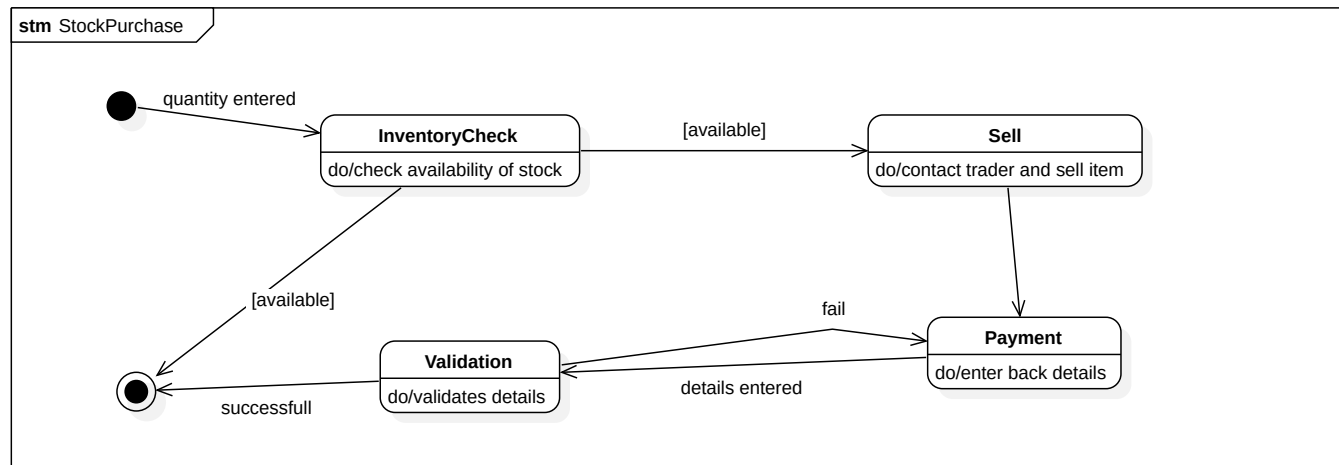 stm StockPurchase
quantity entered
InventoryCheck
do/check availability of stock
[available]
Sell
do/contact trader and sell item
[available]
fail
Payment
do/enter back details
Validation
do/validates details
details entered
successfull